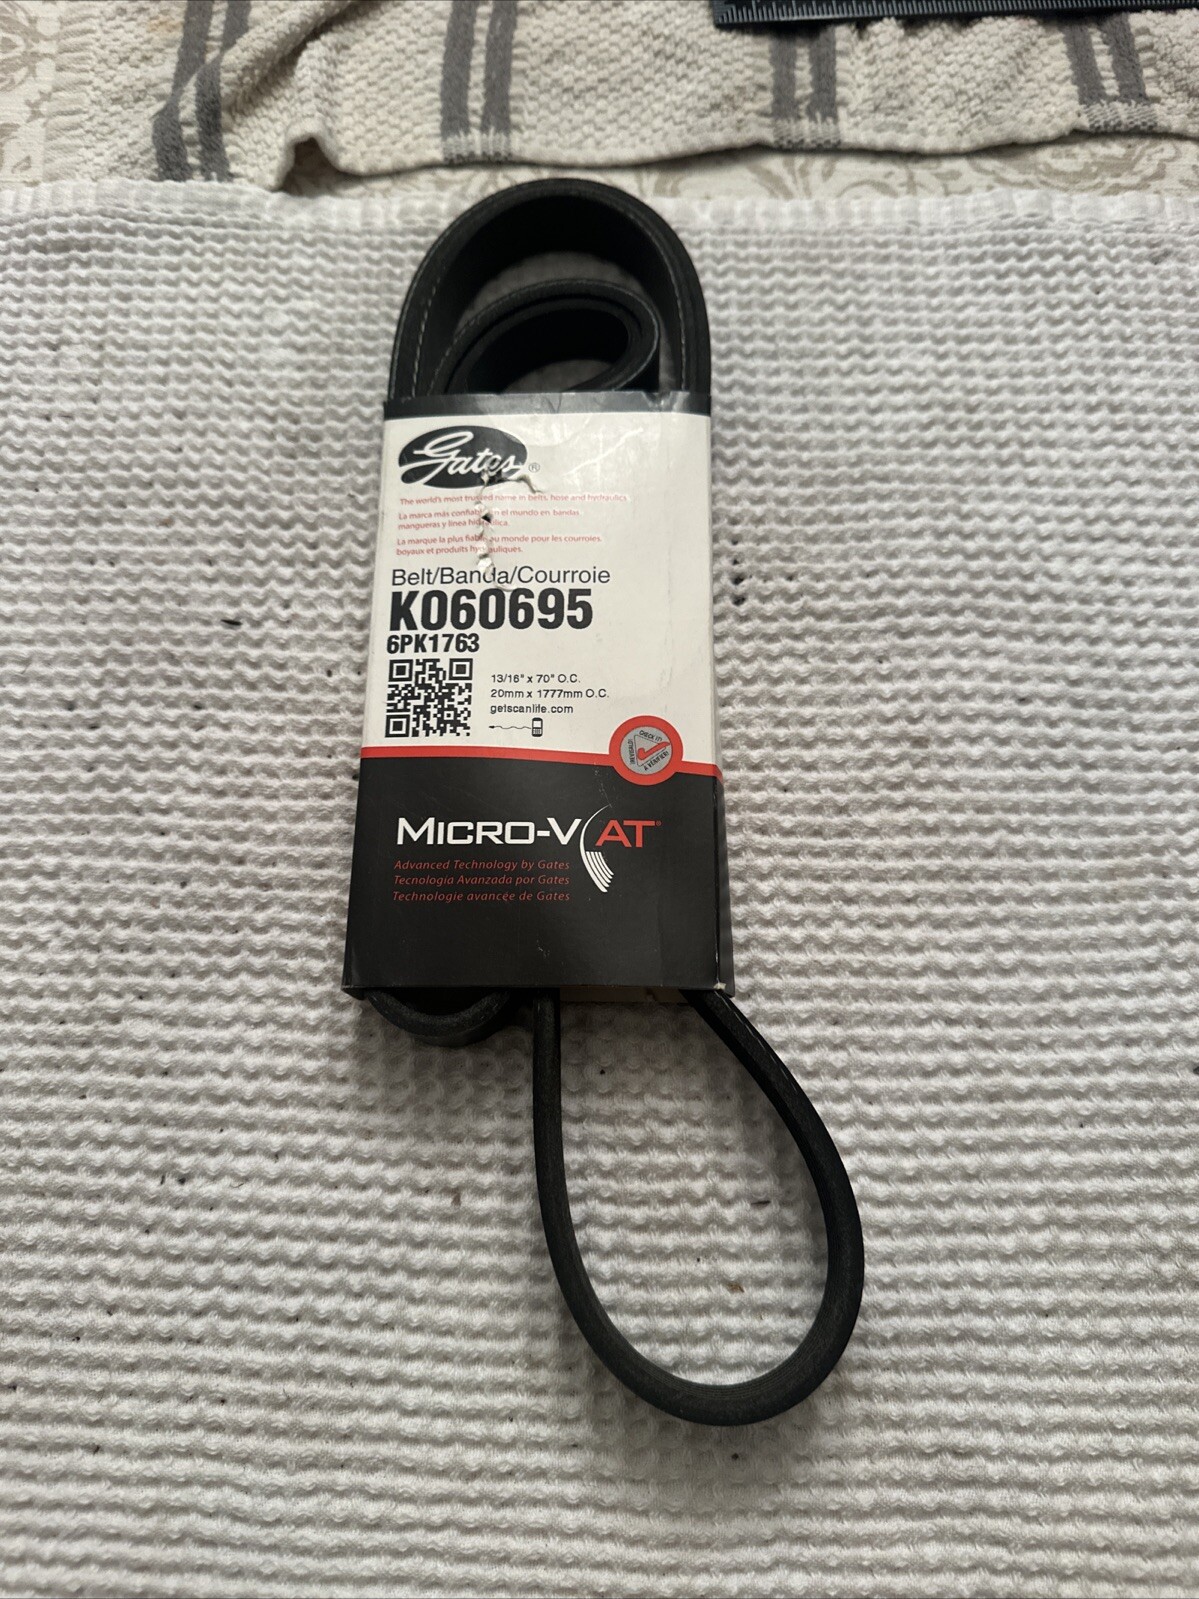 Gates®
The world's most trusted name in belts, hose and hydraulics.
La marca más confiable en el mundo en bandas,
mangueras y línea hidráulica.
La marque la plus fiable au monde pour les courroies,
boyaux et produits hydrauliques.
Belt/Banda/Courroie
K060695
6PK1763
13/16" x 70" O.C.
20mm x 1777mm O.C.
getscanlife.com
CHECK IT!
MICRO-V AT®
Advanced Technology by Gates
Tecnología Avanzada por Gates
Technologie avancée de Gates